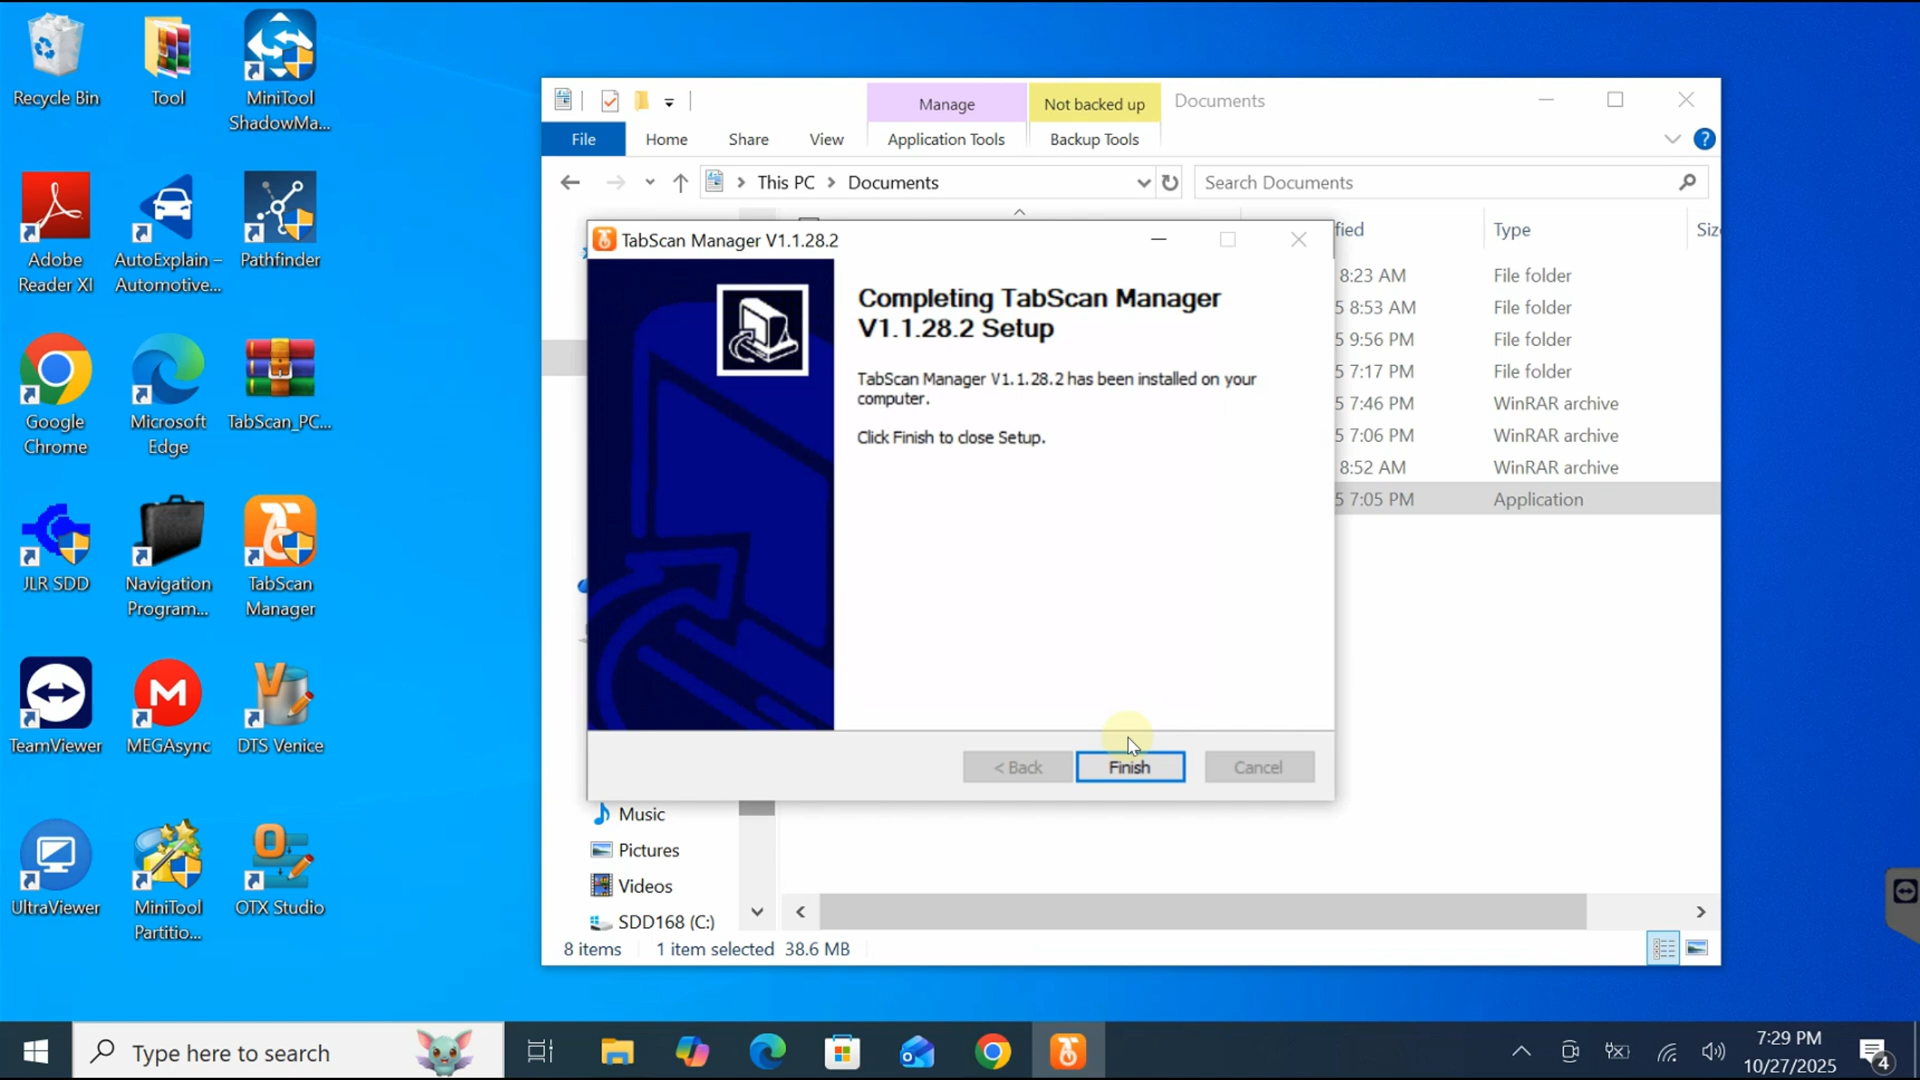 Recycle Bin
Tool
MiniTool
ShadowMa...
Adobe
Reader XI
AutoExplain –
Automotive...
Pathfinder
Google
Chrome
Microsoft
Edge
TabScan_PC...
JLR SDD
Navigation
Program...
TabScan
Manager
TeamViewer
MEGAsync
DTS Venice
UltraViewer
MiniTool
Partitio...
OTX Studio
Manage
Not backed up
Documents
File
Home
Share
View
Application Tools
Backup Tools
This PC
Documents
Search Documents
fied
Type
Siz
8:23 AM
File folder
5 8:53 AM
File folder
5 9:56 PM
File folder
5 7:17 PM
File folder
5 7:46 PM
WinRAR archive
5 7:06 PM
WinRAR archive
8:52 AM
WinRAR archive
5 7:05 PM
Application
TabScan Manager V1.1.28.2
Completing TabScan Manager
V1.1.28.2 Setup
TabScan Manager V1.1.28.2 has been installed on your
computer.
Click Finish to close Setup.
< Back
Finish
Cancel
Music
Pictures
Videos
SDD168 (C:)
8 items
1 item selected 38.6 MB
Type here to search
7:29 PM
10/27/2025
4